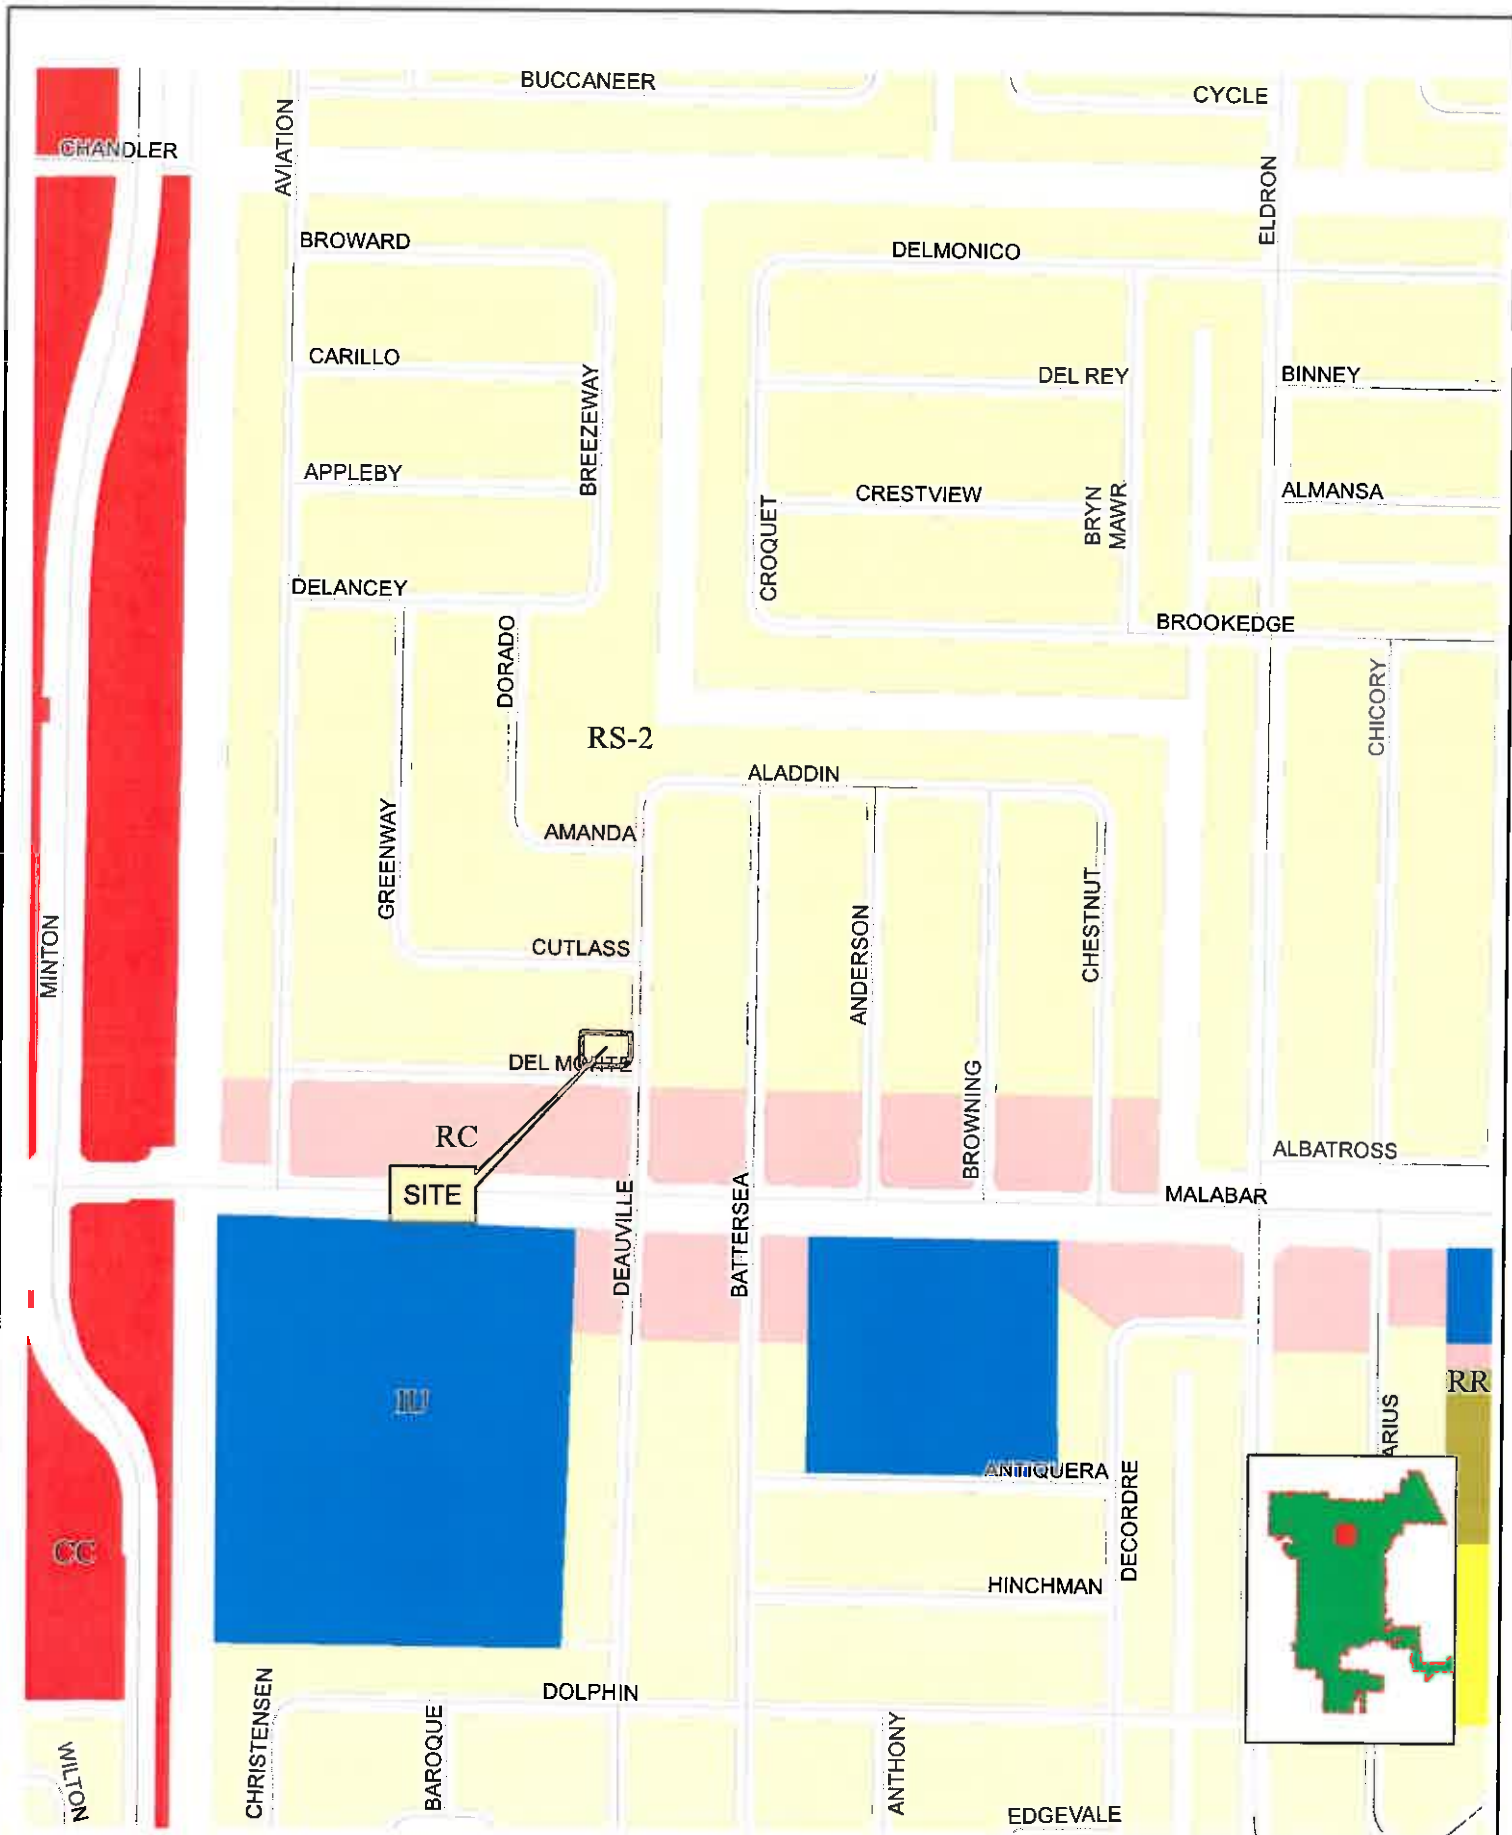 BUCCANEER
CYCLE
AVIATION
CHANDLER
ELDRON
BROWARD
DELMONICO
CARILLO
BREEZEWAY
DEL REY
BINNEY
APPLEBY
CROQUET
CRESTVIEW
BRYN
MAWR
ALMANSA
DELANCEY
DORADO
BROOKEDGE
CHICORY
RS-2
ALADDIN
GREENWAY
AMANDA
MINTON
CUTLASS
ANDERSON
CHESTNUT
DEL MONTE
BROWNING
RC
ALBATROSS
SITE
DEAUVILLE
BATTERSEA
MALABAR
IU
RR
ARIUS
ANTIQUERA
DECORDRE
CC
HINCHMAN
CHRISTENSEN
DOLPHIN
BAROQUE
ANTHONY
WILTON
EDGEVALE